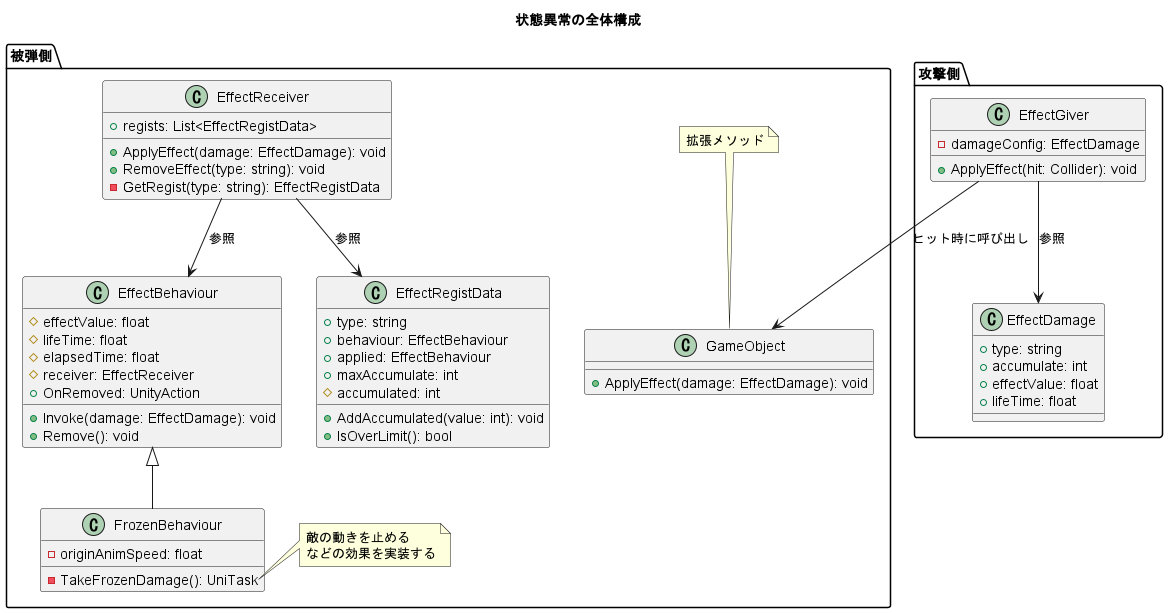 状態異常の全体構成
被弾側
C EffectReceiver
regists: List<EffectRegistData>
ApplyEffect(damage: EffectDamage): void
RemoveEffect(type: string): void
GetRegist(type: string): EffectRegistData
参照
参照
C EffectBehaviour
effectValue: float
lifeTime: float
elapsedTime: float
receiver: EffectReceiver
OnRemoved: UnityAction
Invoke(damage: EffectDamage): void
Remove(): void
C EffectRegistData
type: string
behaviour: EffectBehaviour
applied: EffectBehaviour
maxAccumulate: int
accumulated: int
AddAccumulated(value: int): void
IsOverLimit(): bool
C FrozenBehaviour
originAnimSpeed: float
TakeFrozenDamage(): UniTask
敵の動きを止める
などの効果を実装する
拡張メソッド
C GameObject
ApplyEffect(damage: EffectDamage): void
攻撃側
C EffectGiver
damageConfig: EffectDamage
ApplyEffect(hit: Collider): void
ヒット時に呼び出し
参照
C EffectDamage
type: string
accumulate: int
effectValue: float
lifeTime: float